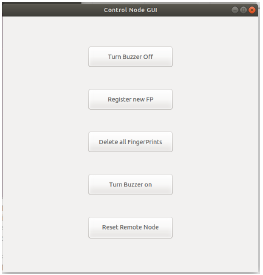 Control Node GUI
Turn Buzzer Off
Register new FP
Delete all FingerPrints
Turn Buzzer on
Reset Remote Node